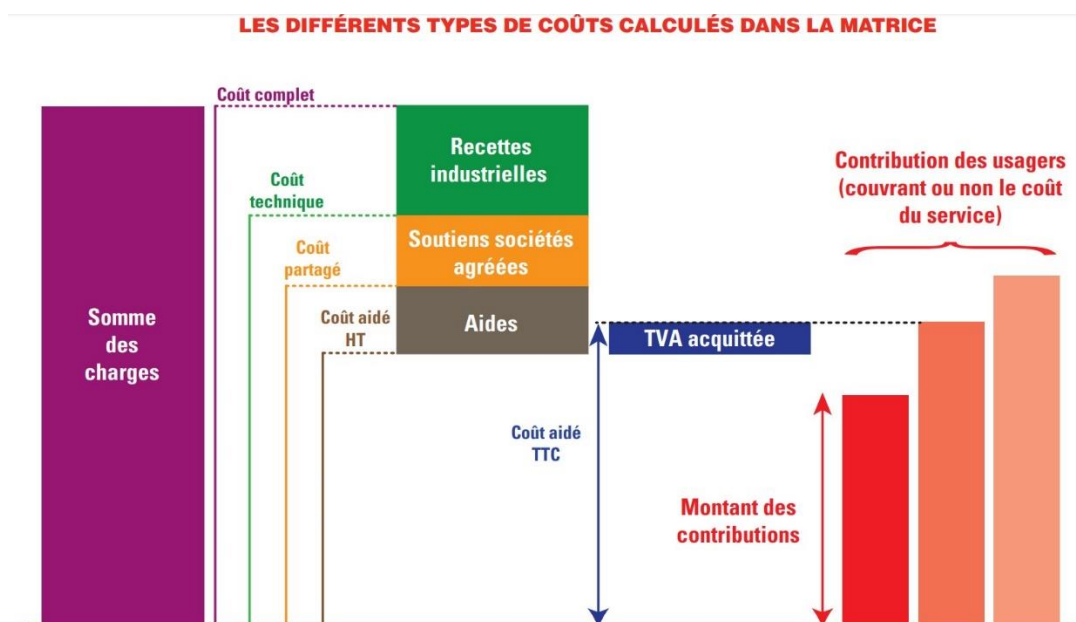 LES DIFFÉRENTS TYPES DE COÛTS CALCULÉS DANS LA MATRICE
Coût complet
Recettes
industrielles
Coût
technique
Soutiens sociétés
agréées
Coût
partagé
Aides
Coût aidé
HT
Somme
des
charges
TVA acquittée
Coût aidé
TTC
Contribution des usagers
(couvrant ou non le coût
du service)
Montant des
contributions